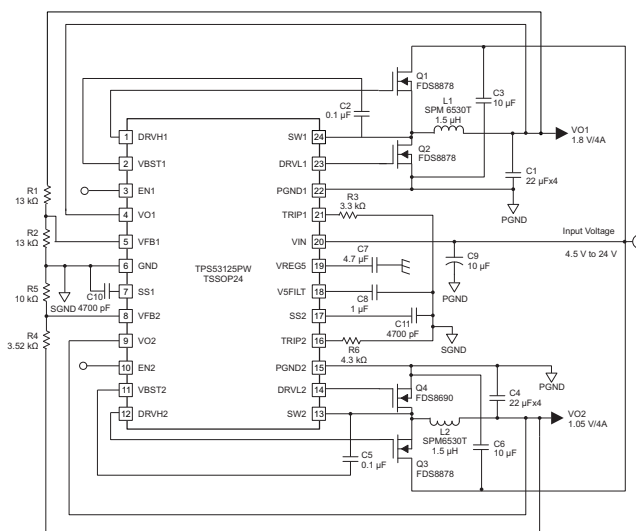 Q1
FDS8878
C2
0.1 µF
L1
SPM 6530T
1.5 µH
C3
10 µF
VO1
1.8 V/4A
1 DRVH1
SW1 24
2 VBST1
DRVL1 23
Q2
FDS8878
3 EN1
PGND1 22
C1
22 µFx4
PGND
R1
13 kΩ
4 VO1
TRIP1 21
R3
3.3 kΩ
R2
13 kΩ
5 VFB1
VIN 20
Input Voltage
4.5 V to 24 V
6 GND
TPS53125PW
TSSOP24
VREG5 19
C7
4.7 µF
C9
10 µF
PGND
SGND
C10
4700 pF
R5
10 kΩ
7 SS1
V5FILT 18
C8
1 µF
8 VFB2
SS2 17
C11
4700 pF
SGND
R4
3.52 kΩ
9 VO2
TRIP2 16
R6
4.3 kΩ
10 EN2
PGND2 15
PGND
11 VBST2
DRVL2 14
Q4
FDS8690
C4
22 µFx4
12 DRVH2
SW2 13
VO2
1.05 V/4A
L2
SPM6530T
1.5 µH
C6
10 µF
C5
0.1 µF
Q3
FDS8878